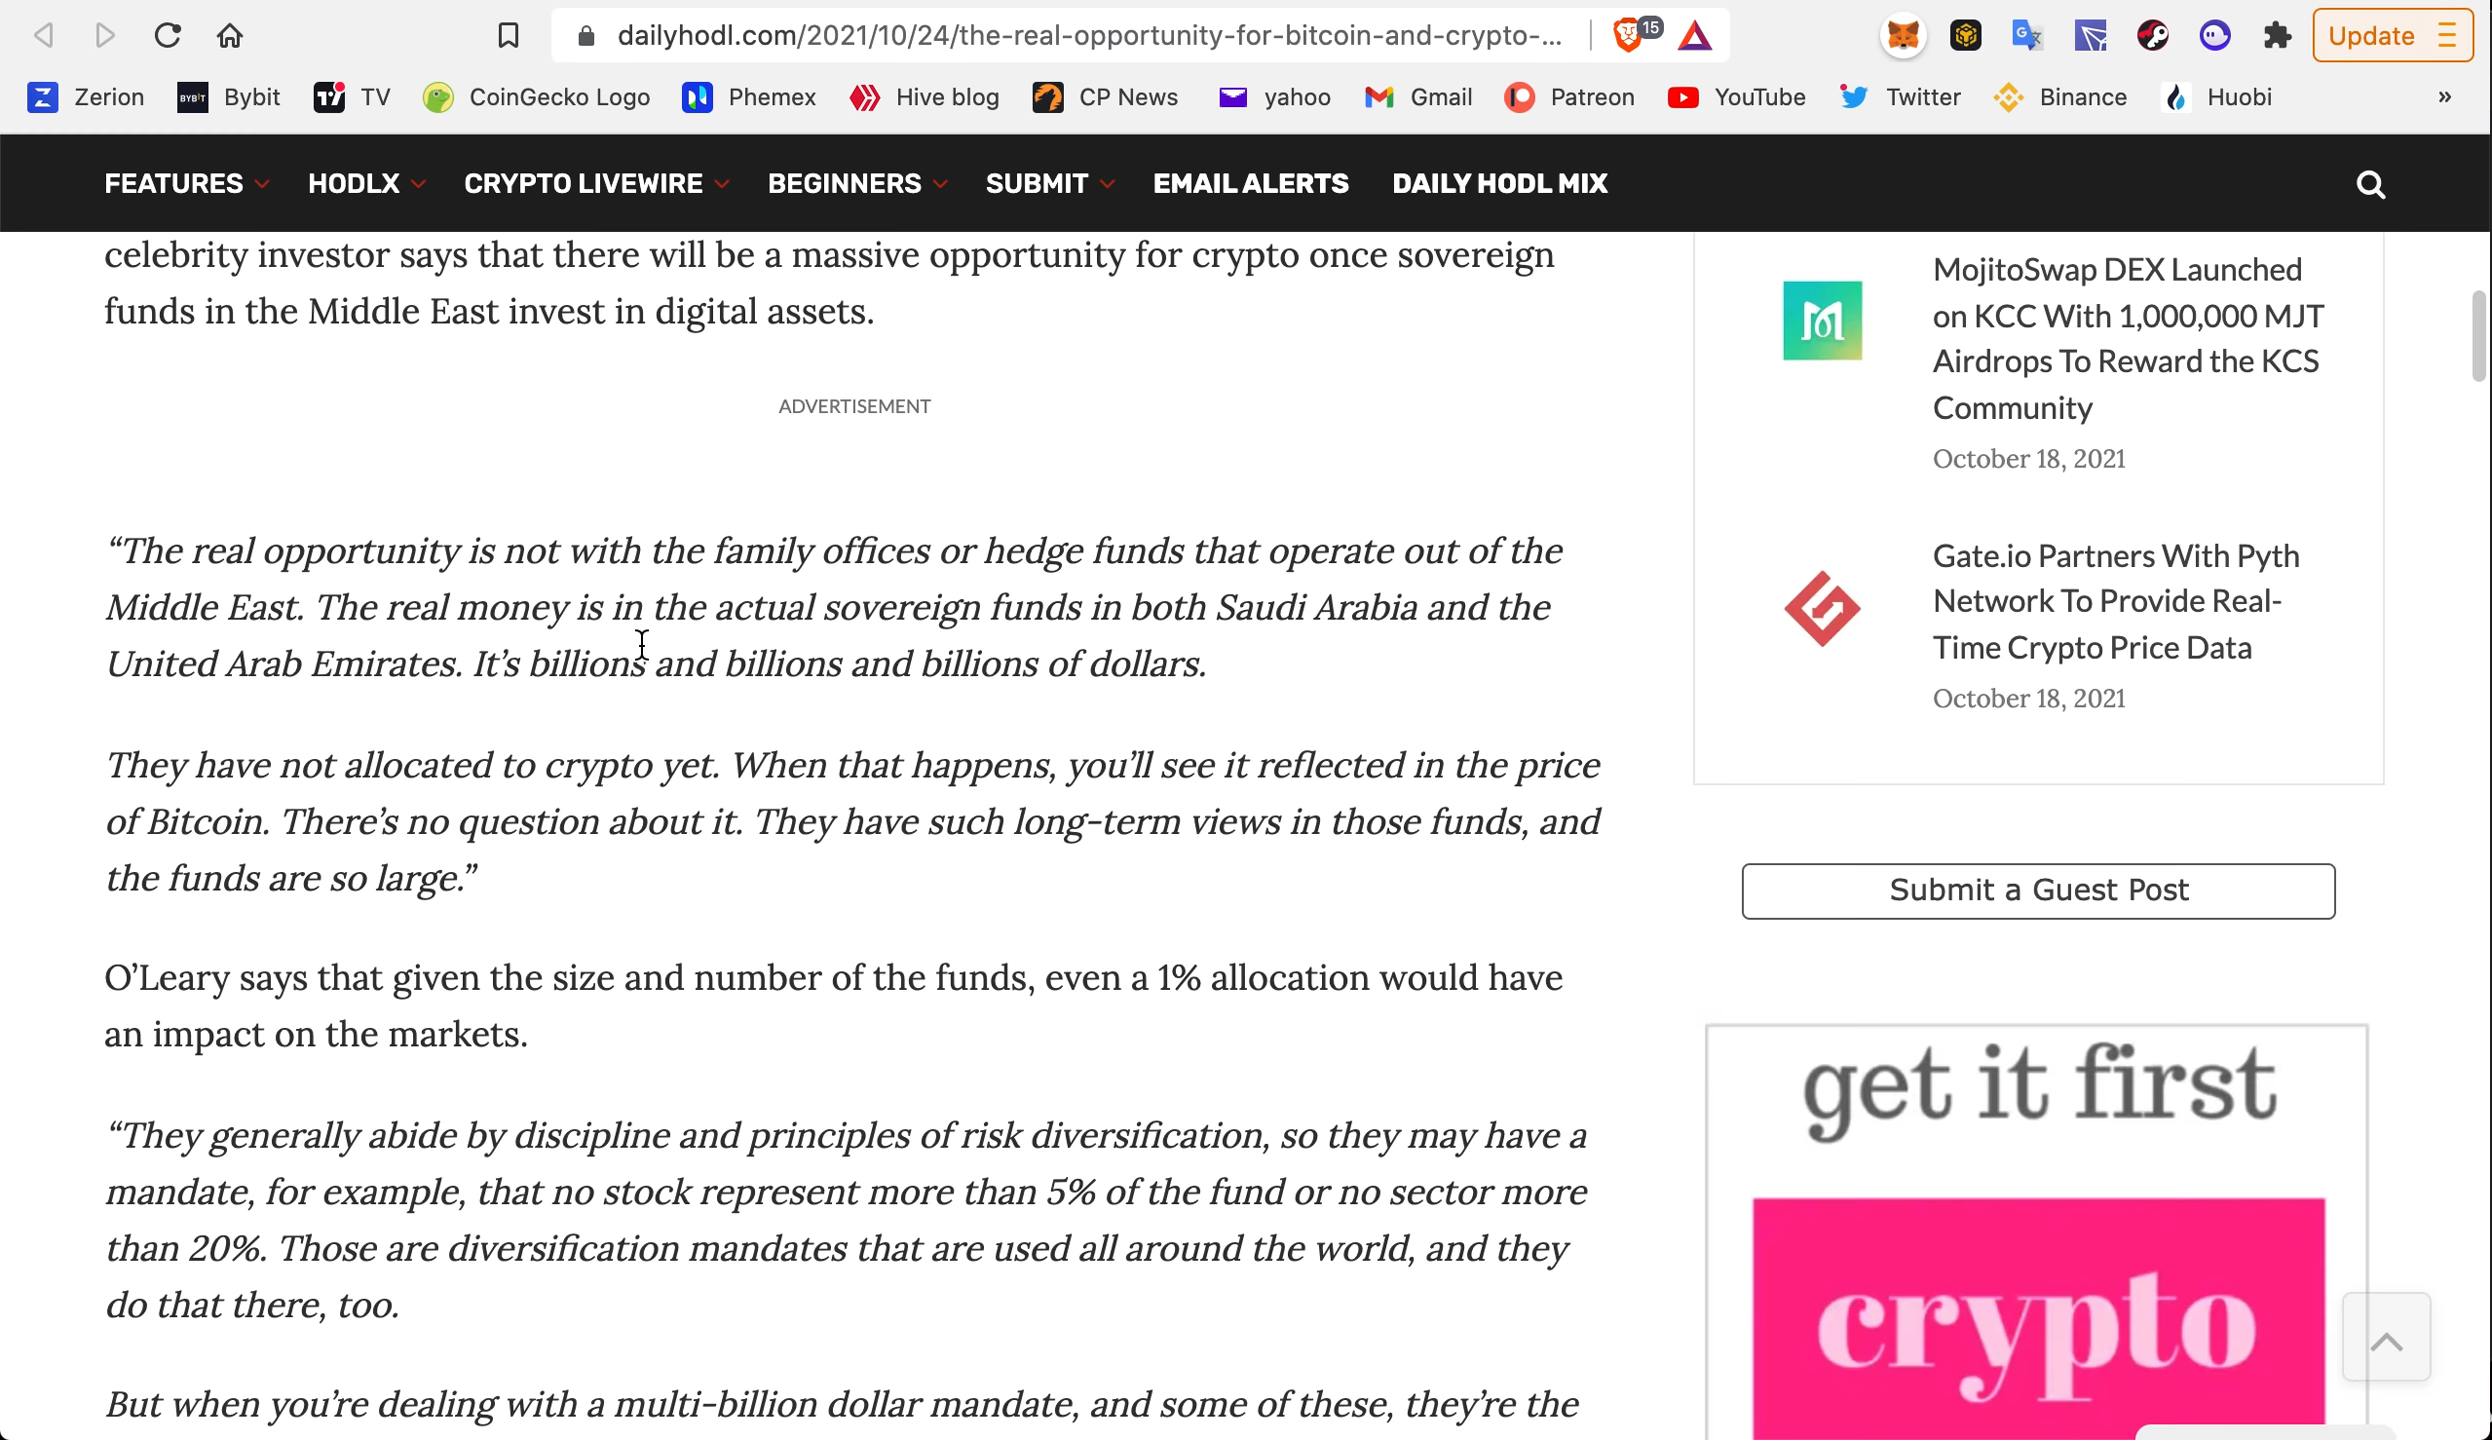 dailyhodl.com/2021/10/24/the-real-opportunity-for-bitcoin-and-crypto-...
15
Update
Zerion
BYBIT
Bybit
TV
CoinGecko Logo
Phemex
Hive blog
CP News
yahoo
Gmail
Patreon
YouTube
Twitter
Binance
Huobi
»
FEATURES
HODLX
CRYPTO LIVEWIRE
BEGINNERS
SUBMIT
EMAIL ALERTS
DAILY HODL MIX
celebrity investor says that there will be a massive opportunity for crypto once sovereign
funds in the Middle East invest in digital assets.
ADVERTISEMENT
“The real opportunity is not with the family offices or hedge funds that operate out of the
Middle East. The real money is in the actual sovereign funds in both Saudi Arabia and the
United Arab Emirates. It’s billions and billions and billions of dollars.
They have not allocated to crypto yet. When that happens, you’ll see it reflected in the price
of Bitcoin. There’s no question about it. They have such long-term views in those funds, and
the funds are so large.”
O’Leary says that given the size and number of the funds, even a 1% allocation would have
an impact on the markets.
“They generally abide by discipline and principles of risk diversification, so they may have a
mandate, for example, that no stock represent more than 5% of the fund or no sector more
than 20%. Those are diversification mandates that are used all around the world, and they
do that there, too.
But when you’re dealing with a multi-billion dollar mandate, and some of these, they’re the
MojitoSwap DEX Launched
on KCC With 1,000,000 MJT
Airdrops To Reward the KCS
Community
October 18, 2021
Gate.io Partners With Pyth
Network To Provide Real-
Time Crypto Price Data
October 18, 2021
Submit a Guest Post
get it first
crypto